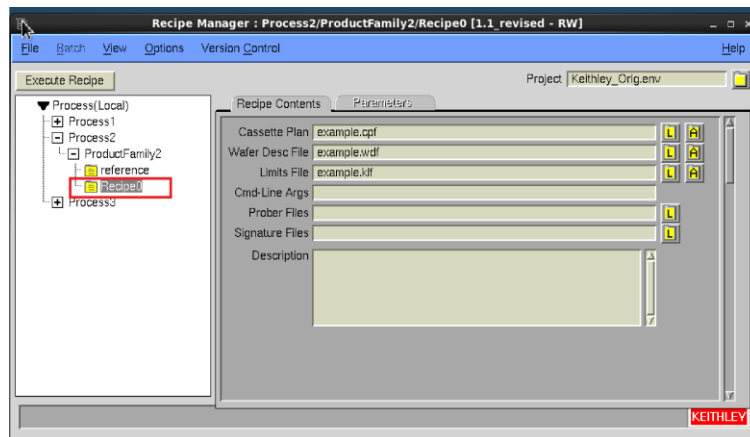 Recipe Manager : Process2/ProductFamily2/Recipe0 [1.1_revised - RW]
File Batch View Options Version Control Help
Execute Recipe Project Keithley_Orig.env
Process(Local)
Process1
Process2
ProductFamily2
reference
Recipe0
Process3
Recipe Contents Parameters
Cassette Plan example.cpf L A
Wafer Desc File example.wdf L A
Limits File example.klf L A
Cmd-Line Args
Prober Files L
Signature Files L
Description
KEITHLEY